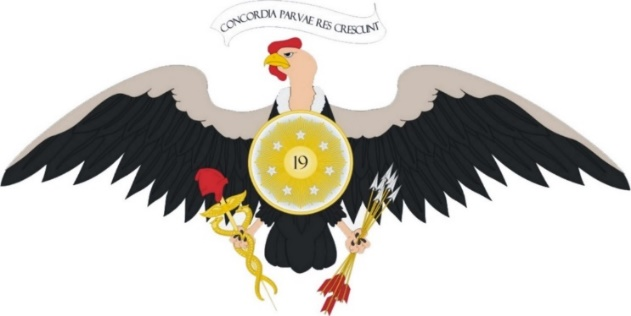 CONCORDIA PARVAE RES CRESCUNT
19